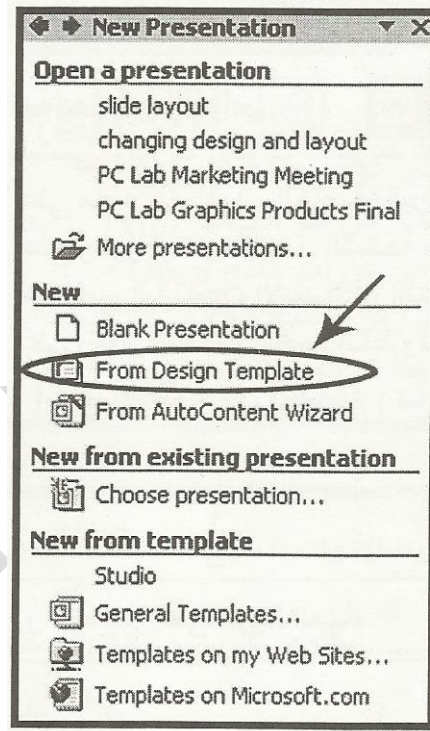 New Presentation
Open a presentation
slide layout
changing design and layout
PC Lab Marketing Meeting
PC Lab Graphics Products Final
More presentations...
New
Blank Presentation
From Design Template
From AutoContent Wizard
New from existing presentation
Choose presentation...
New from template
Studio
General Templates...
Templates on my Web Sites...
Templates on Microsoft.com